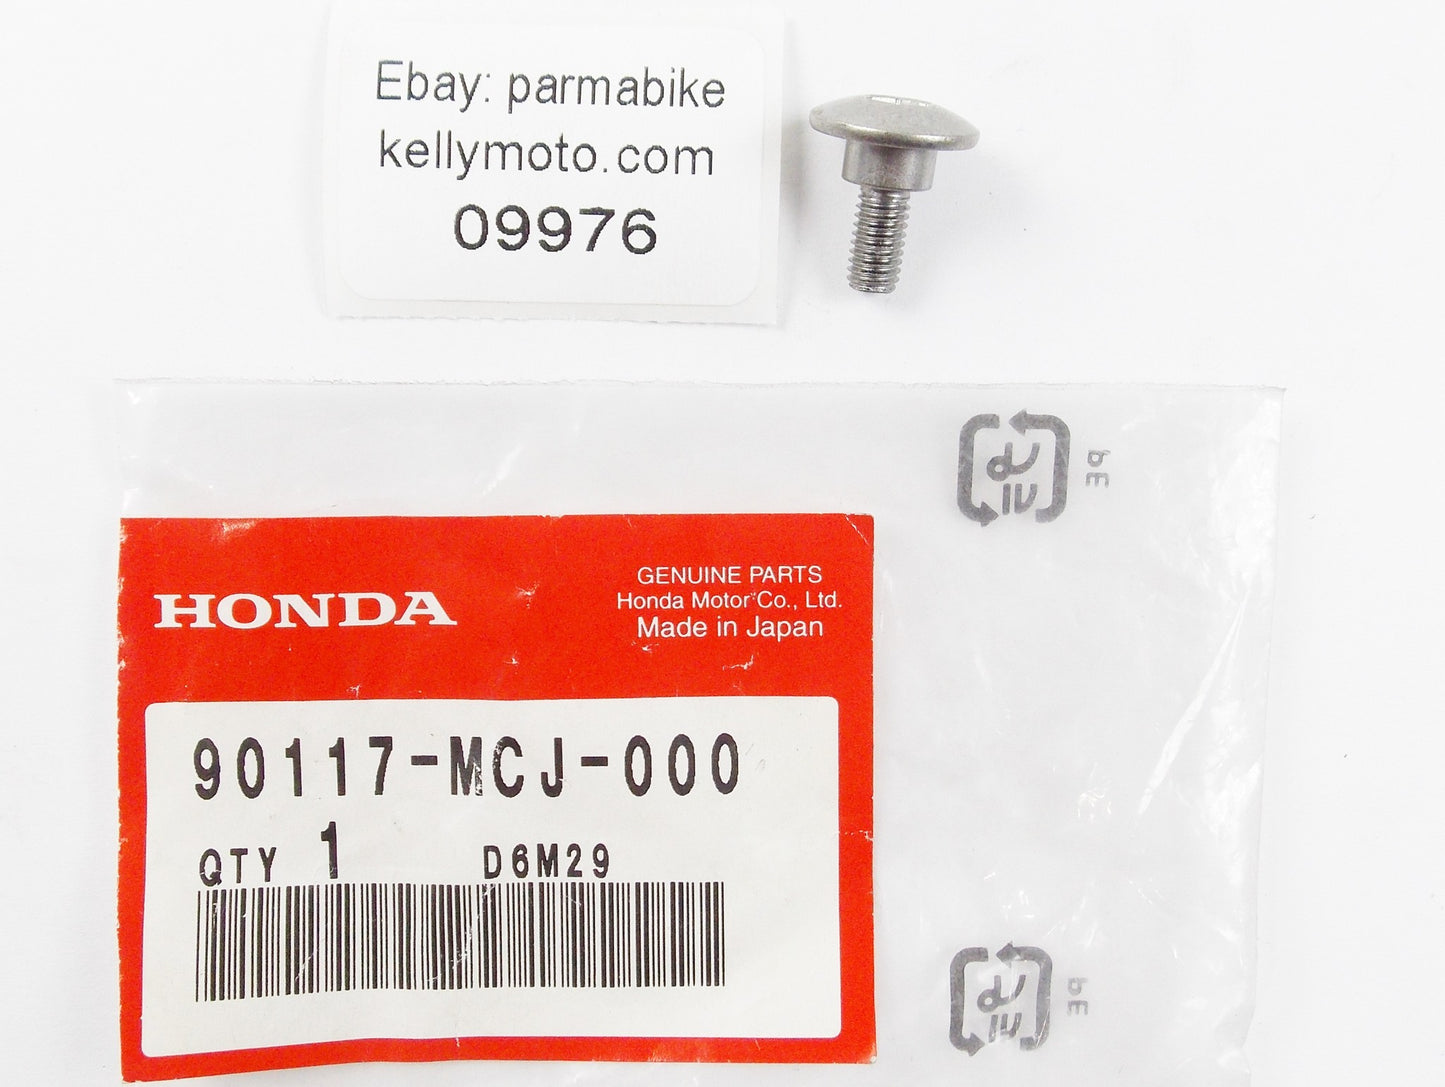 Ebay: parmabike
kellymoto.com
09976
HONDA
GENUINE PARTS
Honda Motor Co., Ltd.
Made in Japan
90117-MCJ-000
QTY 1 D6M29